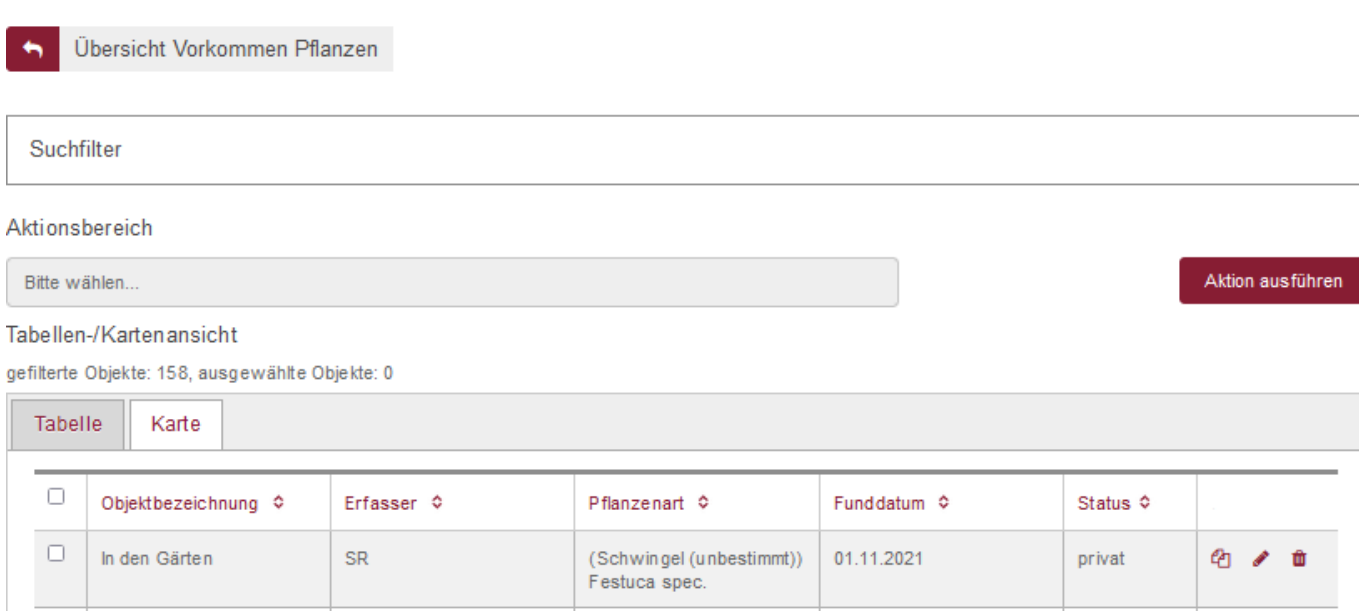 Übersicht Vorkommen Pflanzen
Suchfilter
Aktionsbereich
Bitte wählen...
Aktion ausführen
Tabellen-/Kartenansicht
gefilterte Objekte: 158, ausgewählte Objekte: 0
Tabelle Karte
Objektbezeichnung Erfasser Pflanzenart Funddatum Status
In den Gärten SR (Schwingel (unbestimmt)) 01.11.2021 privat
Festuca spec.